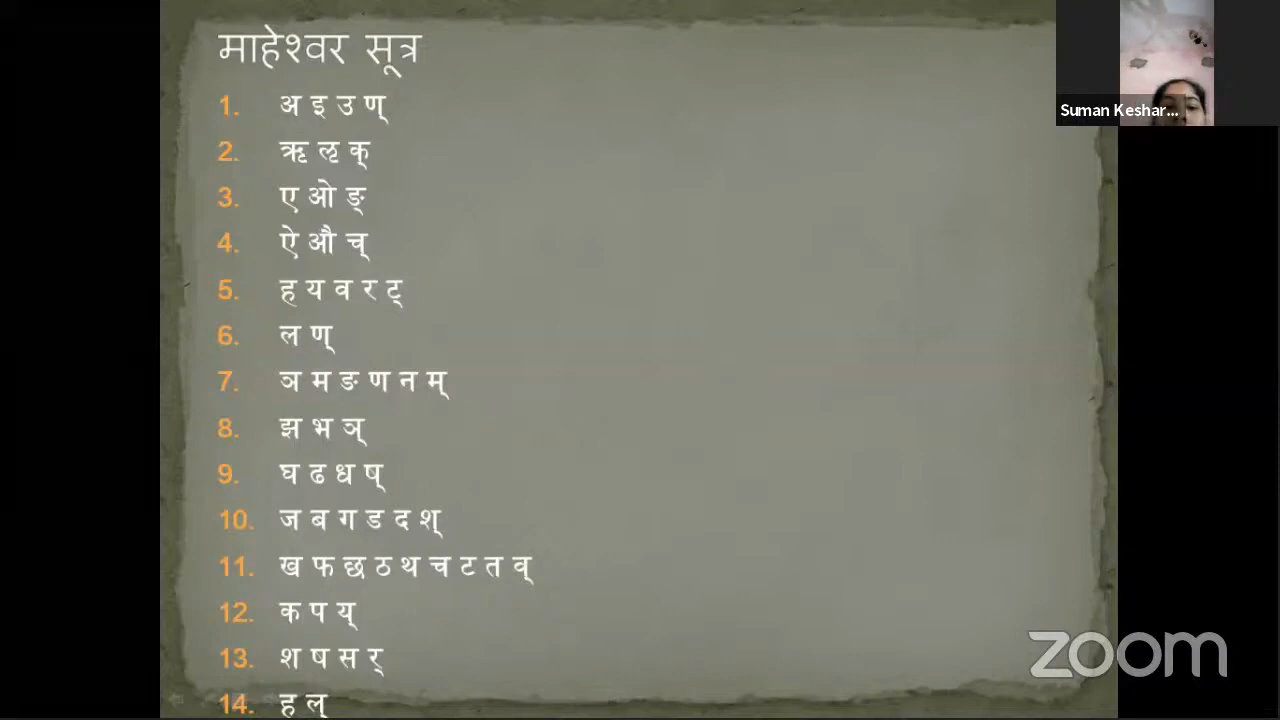 माहेश्वर सूत्र
1. अ इ उ ण्
2. ऋ ऌ क्
3. ए ओ ङ्
4. ऐ औ च्
5. ह य व र ट्
6. ल ण्
7. ञ म ङ ण न म्
8. झ भ ञ्
9. घ ढ ध ष्
10. ज ब ग ड द श्
11. ख फ छ ठ थ च ट त व्
12. क प य्
13. श ष स र्
14. ह ल्
Suman Keshar...
zoom